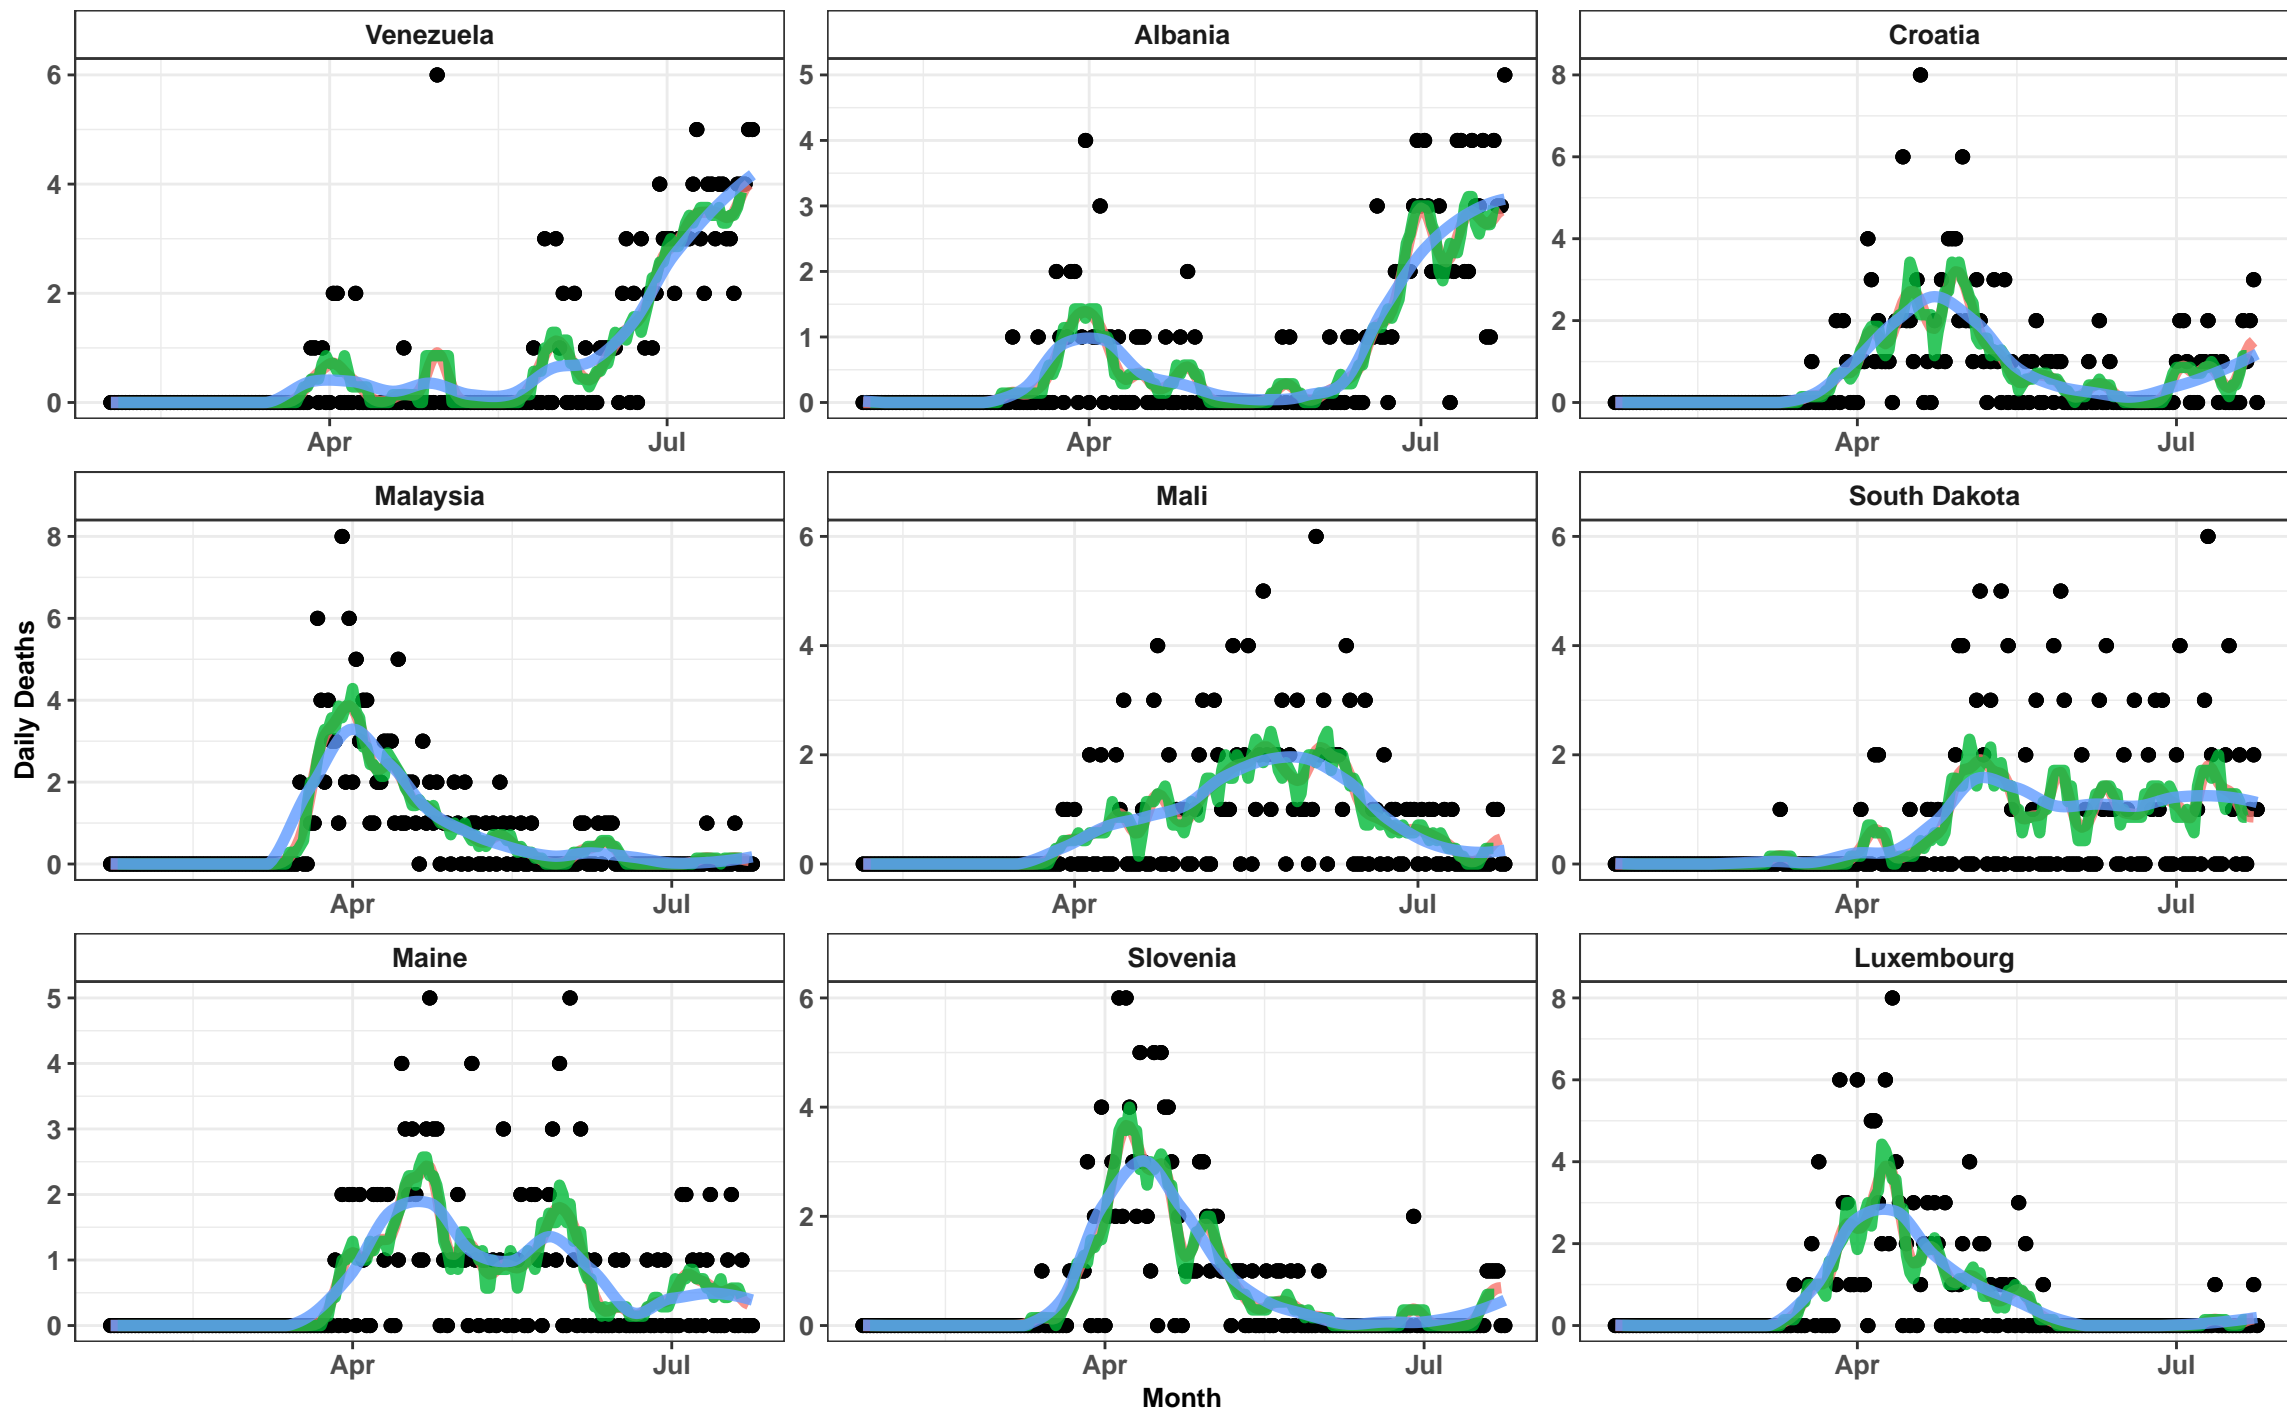 Venezuela Albania Croatia
6 5 8
4 4 6
2 3 4
0 2 2
1 0
0
Apr Jul Apr Jul Apr Jul
Malaysia Mali South Dakota
8 6 6
6 4 4
4 2 2
2 0 0
0
Apr Jul Apr Jul Apr Jul
Daily Deaths
Maine Slovenia Luxembourg
5 6 8
4 4 6
3 2 4
2 0 2
1 0
0
Apr Jul Apr Jul Apr Jul
Month